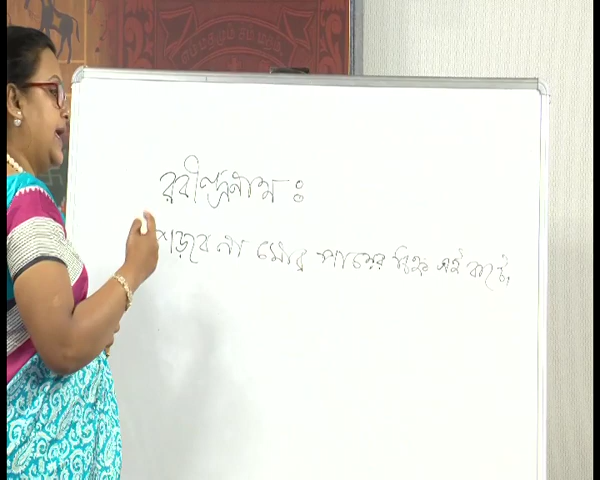 রবীন্দ্রনাথ ঃ
পড়বে না মোর পায়ের চিহ্ন এই বাটে,